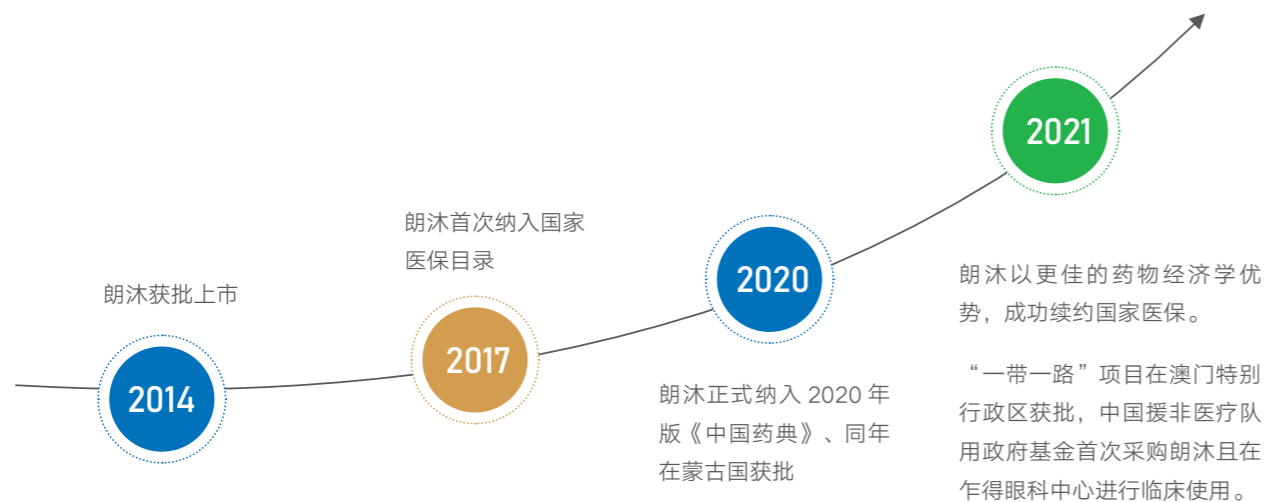 朗沐获批上市
2014
朗沐首次纳入国家
医保目录
2017
2020
朗沐正式纳入 2020 年
版《中国药典》、同年
在蒙古国获批
2021
朗沐以更佳的药物经济学优
势，成功续约国家医保。
“一带一路”项目在澳门特别
行政区获批，中国援非医疗队
用政府基金首次采购朗沐且在
乍得眼科中心进行临床使用。